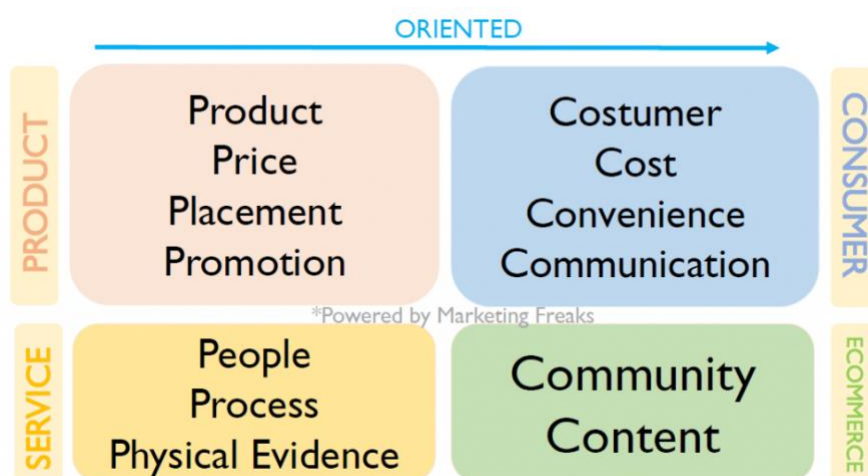 ORIENTED
PRODUCT
Product
Price
Placement
Promotion
Costumer
Cost
Convenience
Communication
CONSUMER
*Powered by Marketing Freaks
SERVICE
People
Process
Physical Evidence
Community
Content
ECOMMERCE